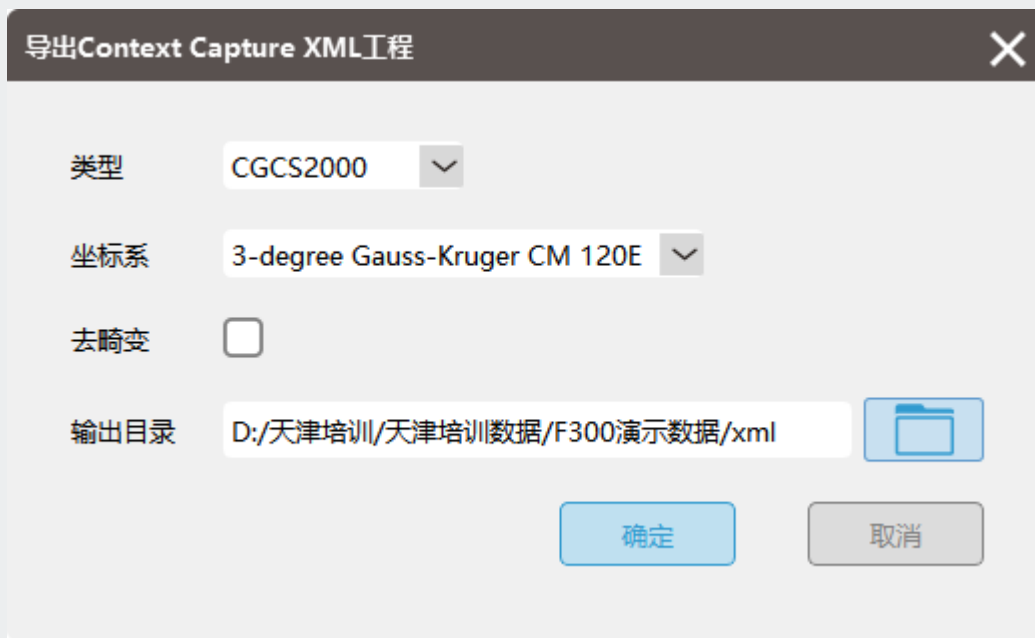 导出Context Capture XML工程
类型 CGCS2000
坐标系 3-degree Gauss-Kruger CM 120E
去畸变
输出目录 D:/天津培训/天津培训数据/F300演示数据/xml
确定 取消